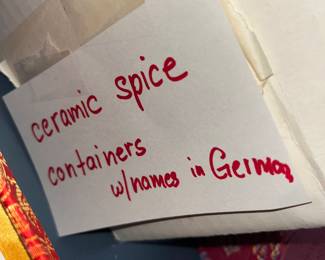 ceramic spice
containers
w/names in German